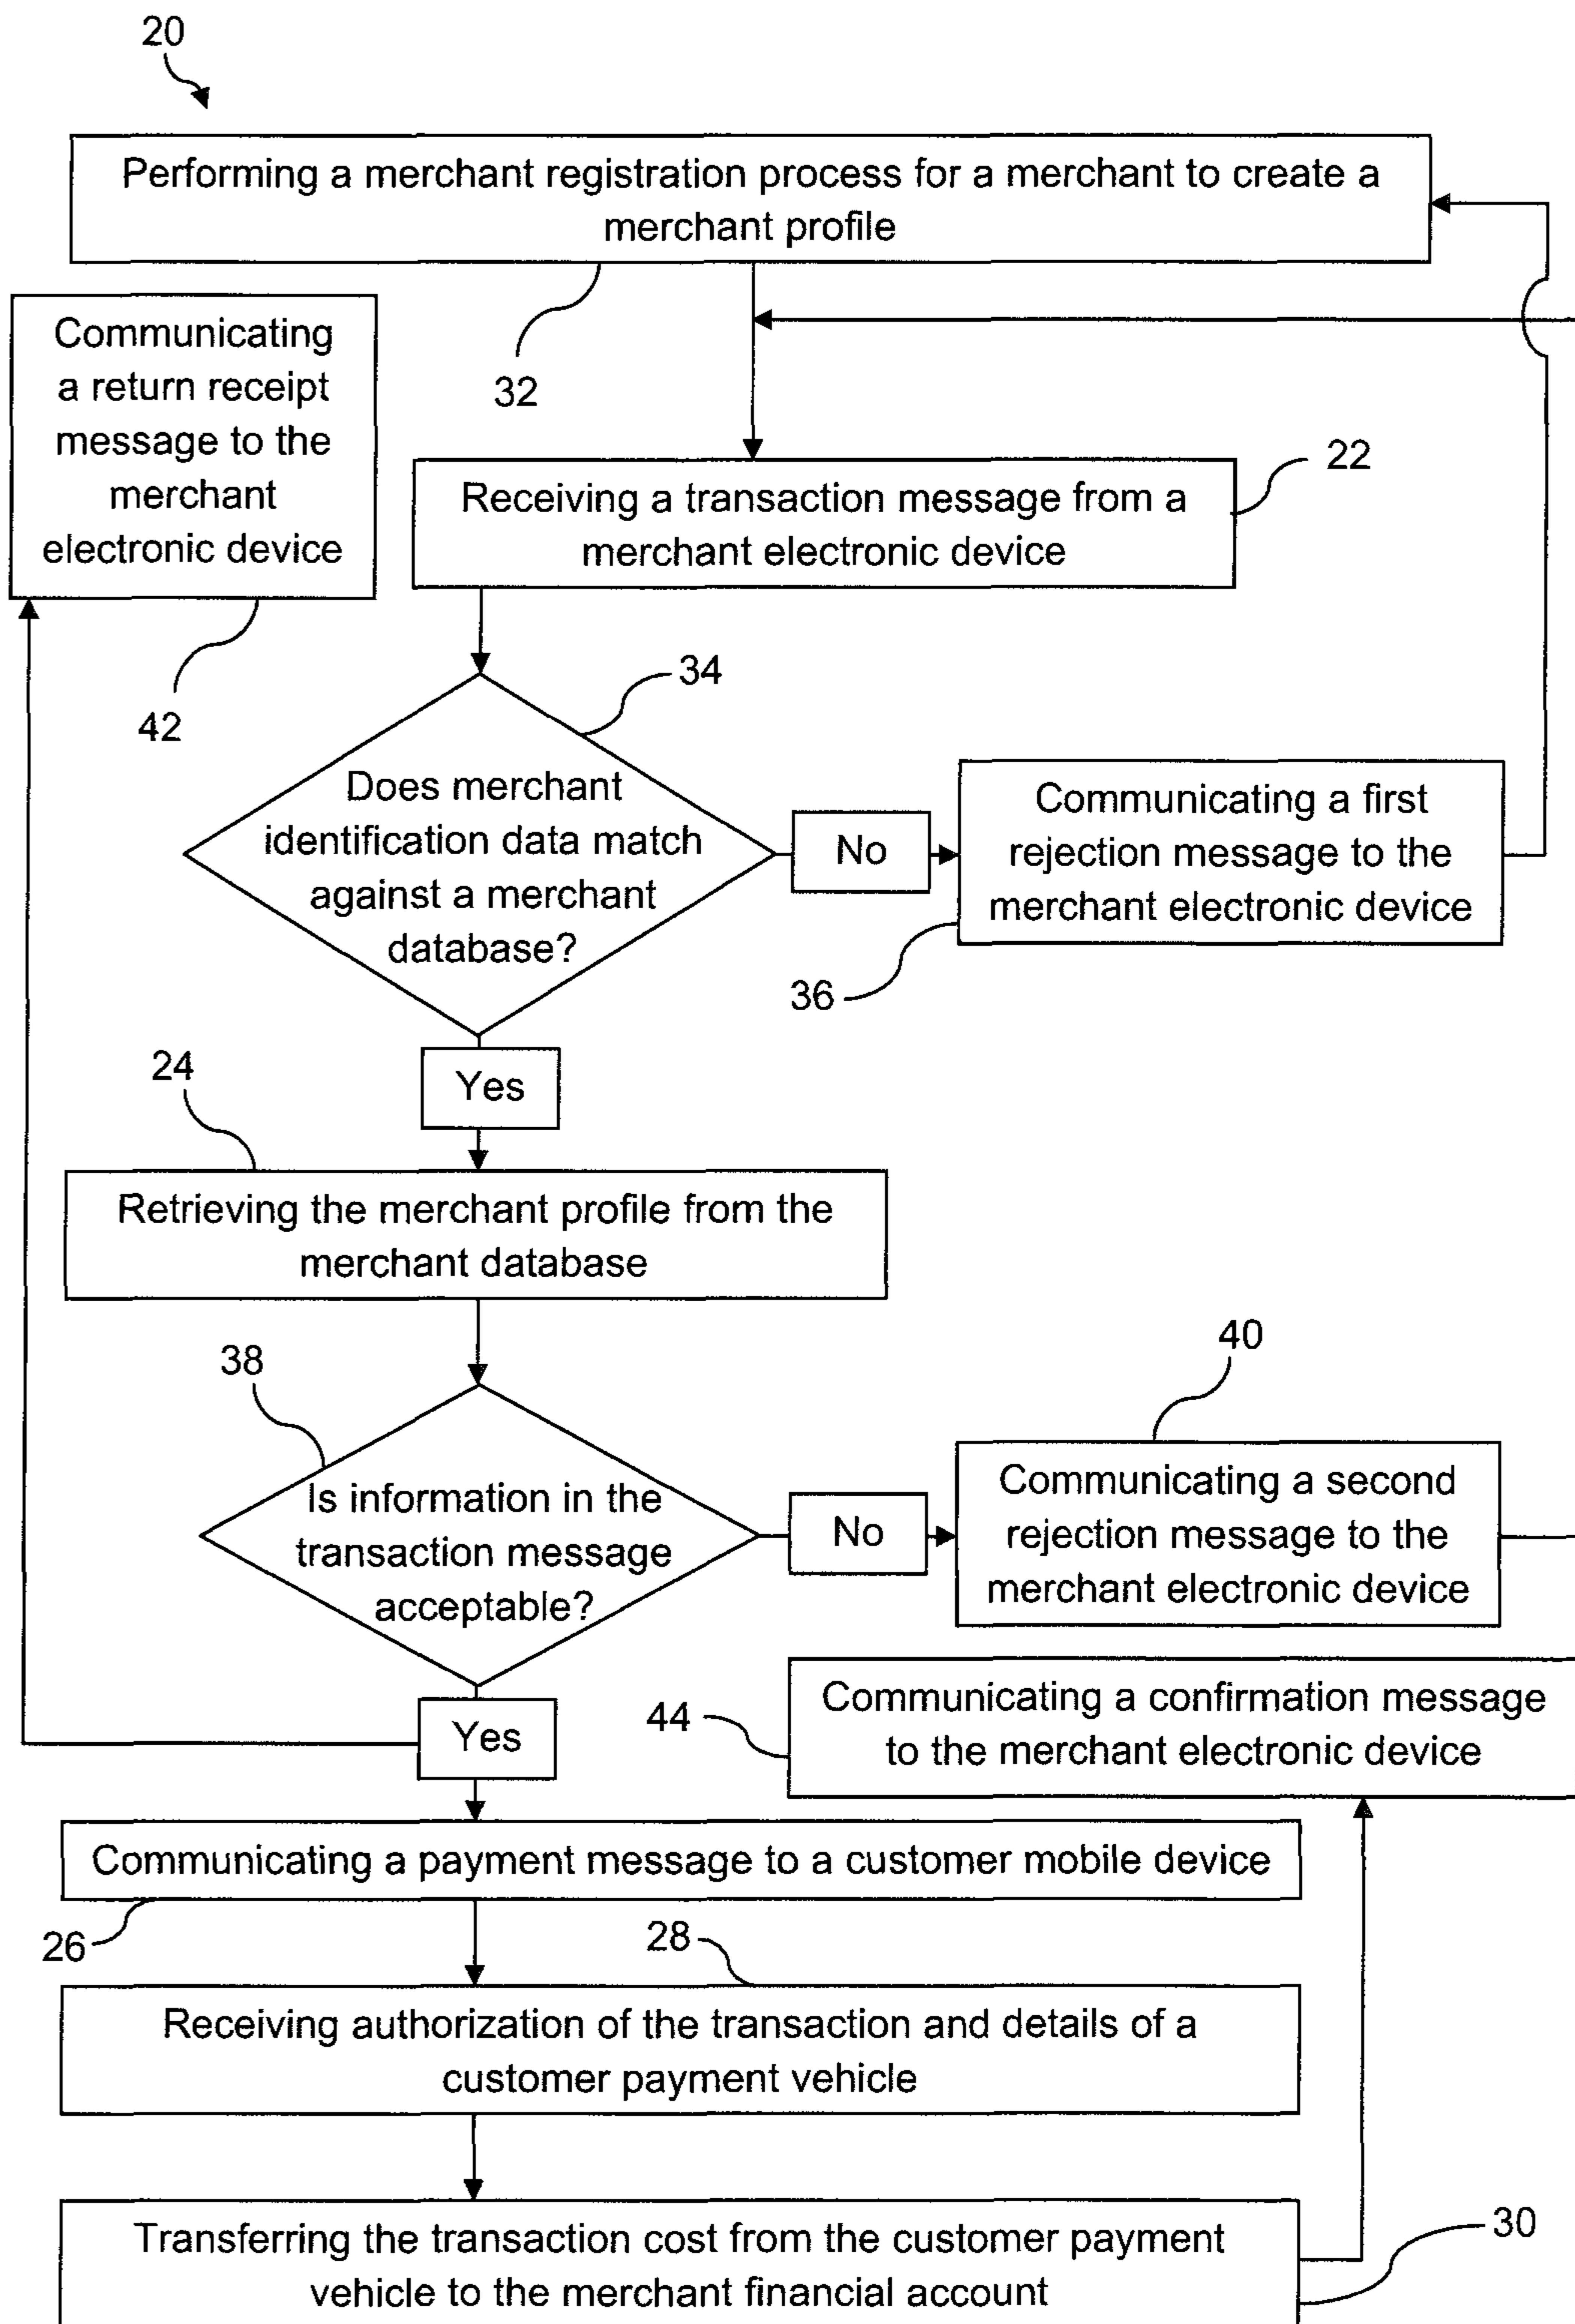 20
Performing a merchant registration process for a merchant to create a
merchant profile
32
Communicating
a return receipt
message to the
merchant
electronic device
42
22
Receiving a transaction message from a
merchant electronic device
34
Does merchant
identification data match
against a merchant
database?
No
Communicating a first
rejection message to the
merchant electronic device
36
Yes
24
Retrieving the merchant profile from the
merchant database
38
Is information in the
transaction message
acceptable?
No
40
Communicating a second
rejection message to the
merchant electronic device
Yes
44
Communicating a confirmation message
to the merchant electronic device
Communicating a payment message to a customer mobile device
26
28
Receiving authorization of the transaction and details of a
customer payment vehicle
Transferring the transaction cost from the customer payment
vehicle to the merchant financial account
30